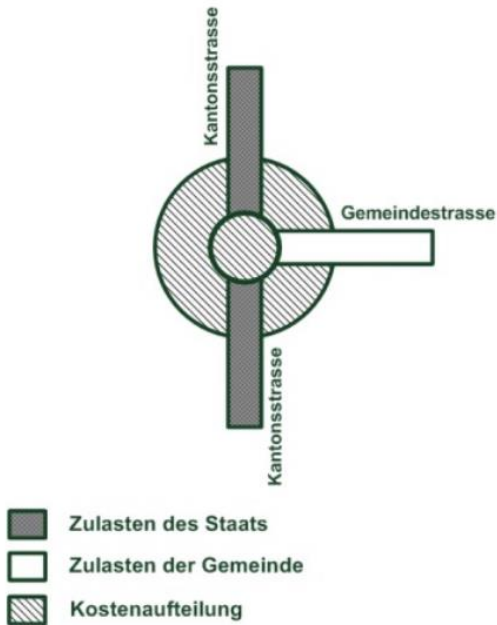 Kantonsstrasse
Gemeindestrasse
Kantonsstrasse
Zulasten des Staats
Zulasten der Gemeinde
Kostenaufteilung